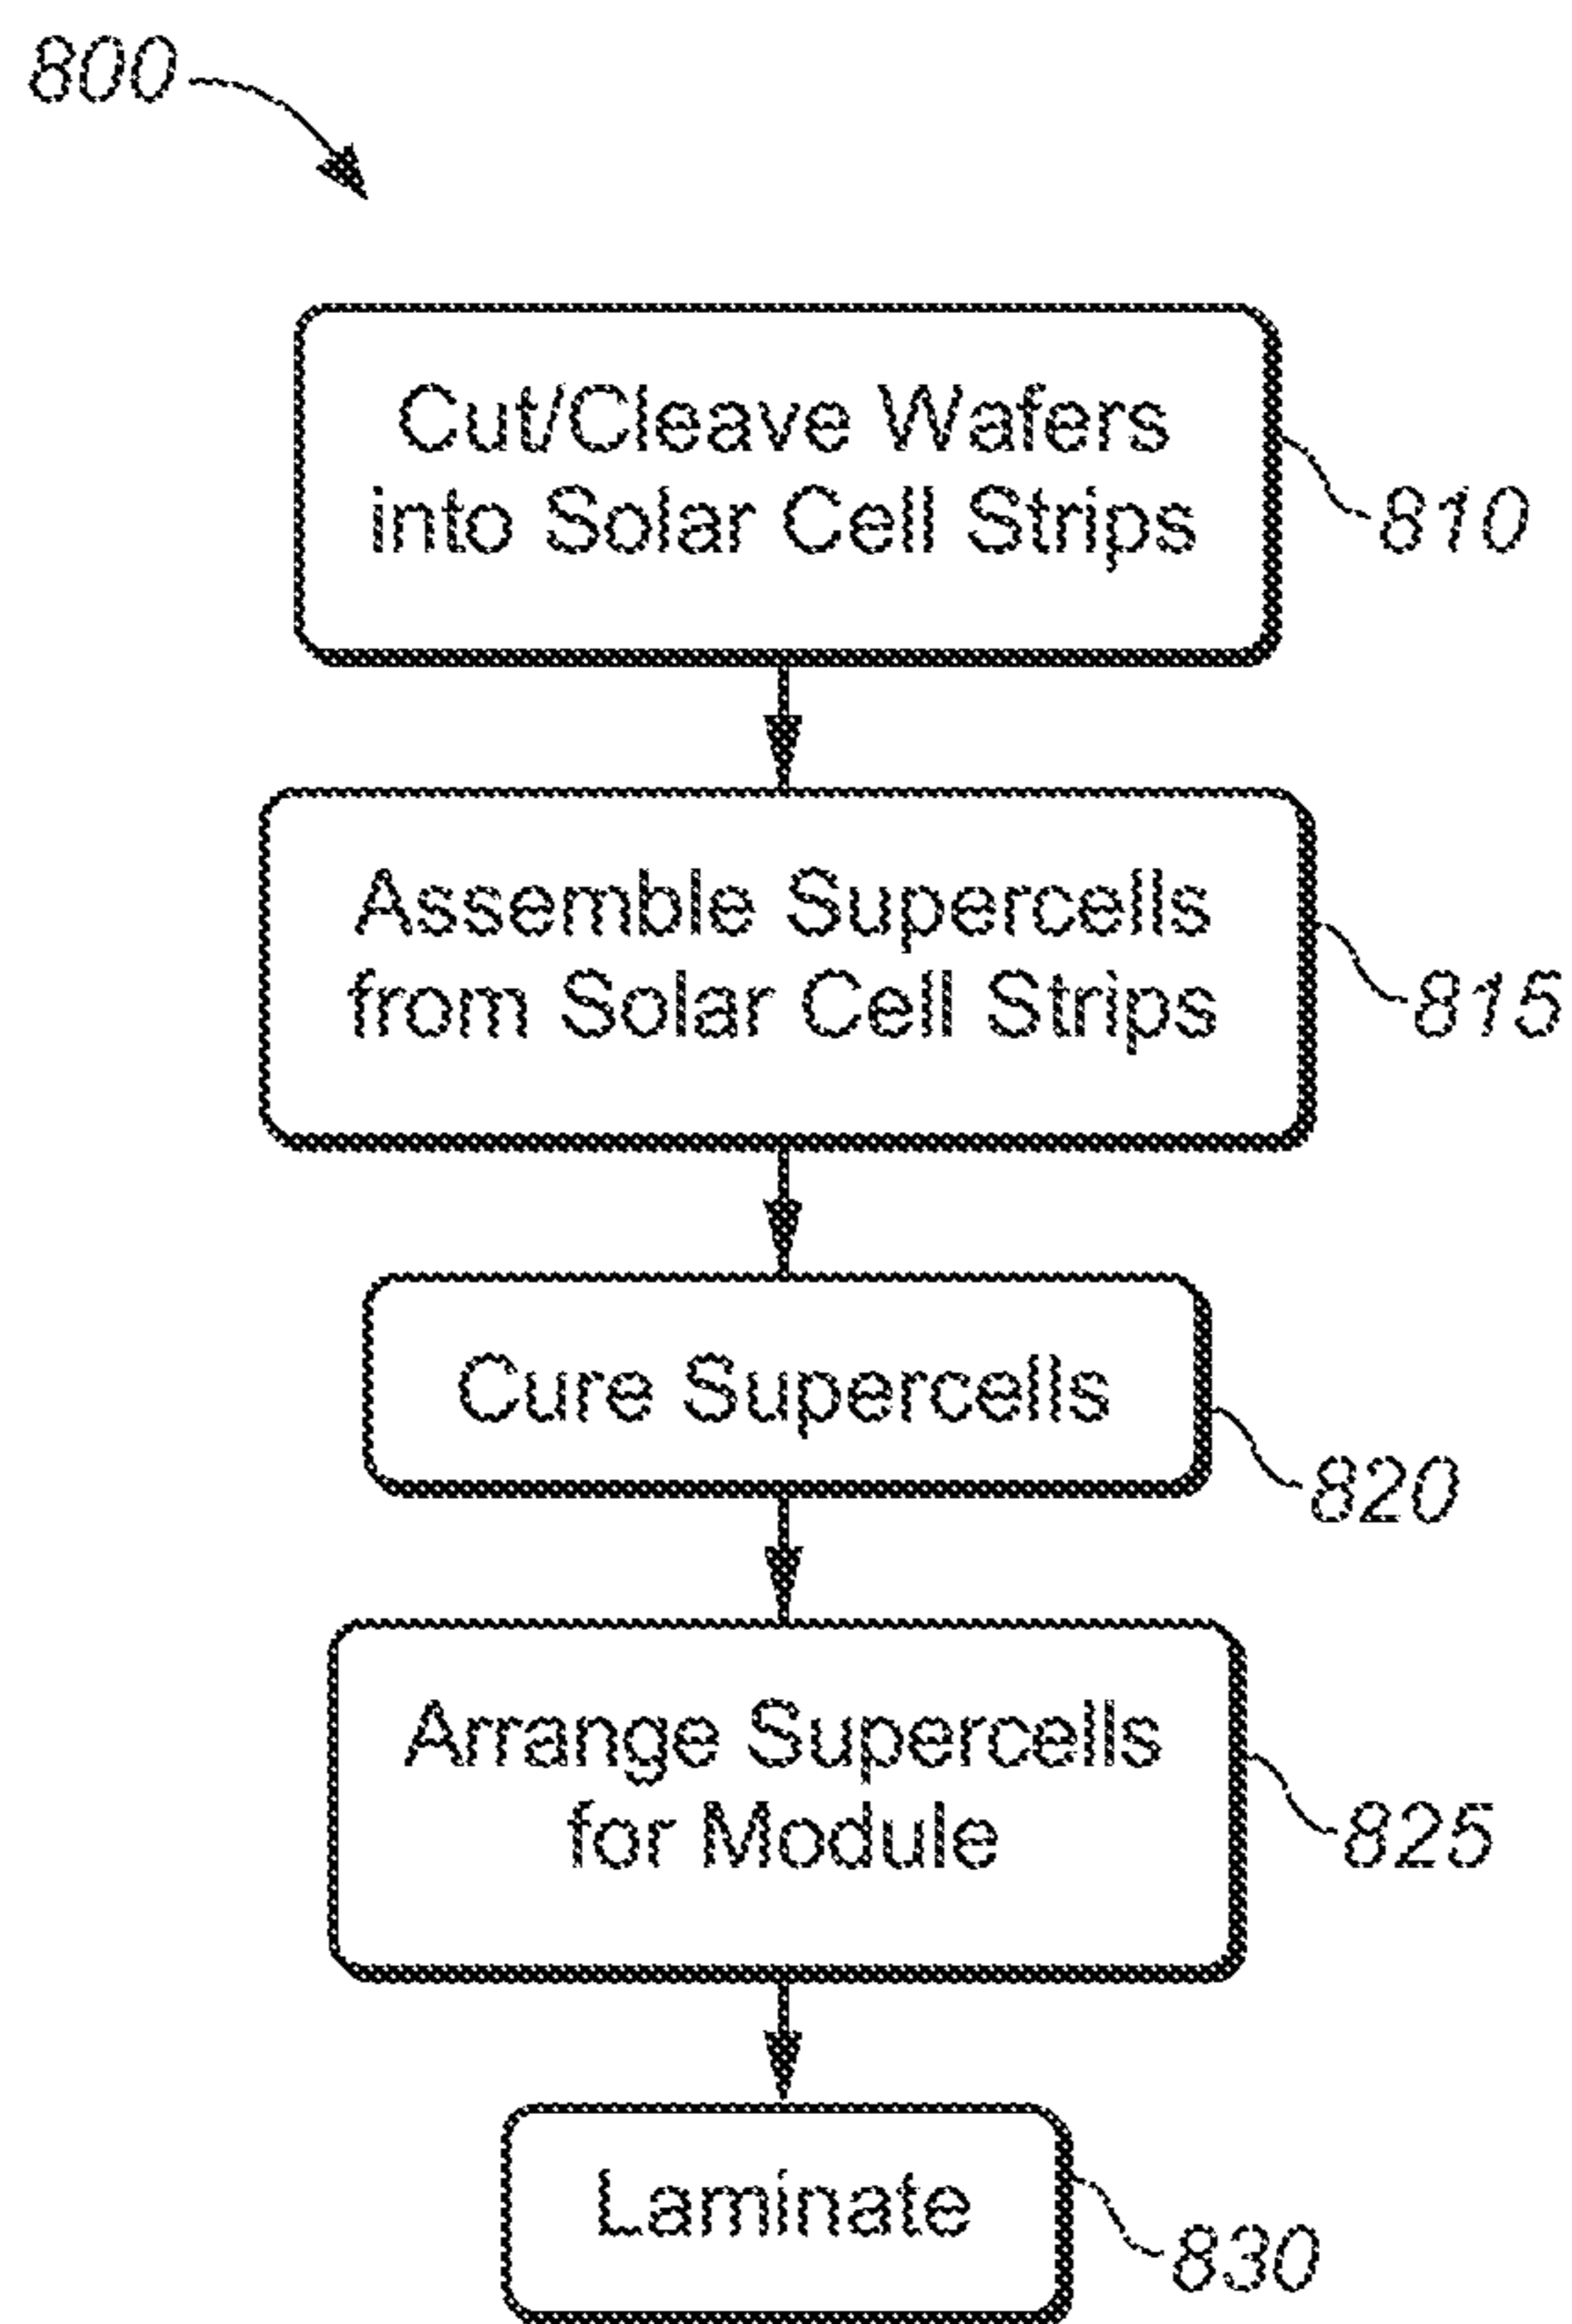 800
Cut/Cleave Wafers
into Solar Cell Strips
810
Assemble Supercells
from Solar Cell Strips
815
Cure Supercells
820
Arrange Supercells
for Module
825
Laminate
830